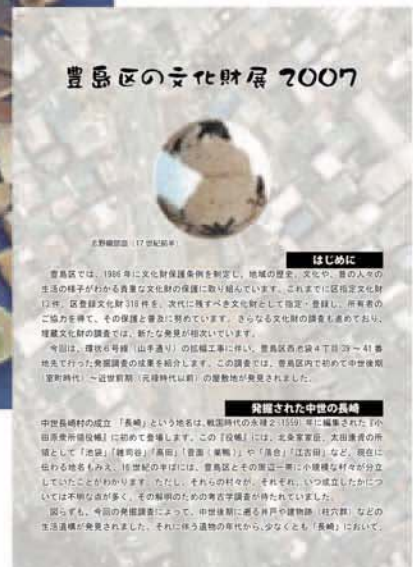 豊島区の文化財展 2007
志野織部皿（17世紀前半）
はじめに
豊島区では、1986年に文化財保護条例を制定し、地域の歴史、文化や、昔の人々の
生活の様子がわかる貴重な文化財の保護に取り組んでいます。これまでに区指定文化財
12件、区登録文化財318件を、次代に残すべき文化財として指定・登録し、所有者の
ご協力を得て、その保護と普及に努めています。さらなる文化財の調査も進めており、
埋蔵文化財の調査では、新たな発見が相次いでいます。
今回は、環状6号線（山手通り）の拡幅工事に伴い、豊島区西池袋4丁目39～41番
地先で行った発掘調査の成果を紹介します。この調査では、豊島区内で初めて中世後期
（室町時代）～近世前期（元禄時代以前）の屋敷地が発見されました。
発掘された中世の長崎
中世長崎村の成立　「長崎」という地名は、戦国時代の永禄2（1559）年に編集された『小
田原衆所領役帳』に初めて登場します。この『役帳』には、北条家家臣、太田康資の所
領として「池袋」「雑司谷」「高田」「音面（巣鴨）」や「落合」「江古田」など、現在に
伝わる地名もみえ、16世紀の半ばには、豊島区とその周辺一帯に小規模な村々が分立
していたことがわかります。ただし、それらの村々が、それぞれ、いつ成立したかにつ
いては不明な点が多く、その解明のための考古学調査が待たれていました。
図らずも、今回の発掘調査によって、中世後期に遡る井戸や建物跡（柱穴群）などの
生活遺構が発見されました。それに伴う遺物の年代から、少なくとも「長崎」において、